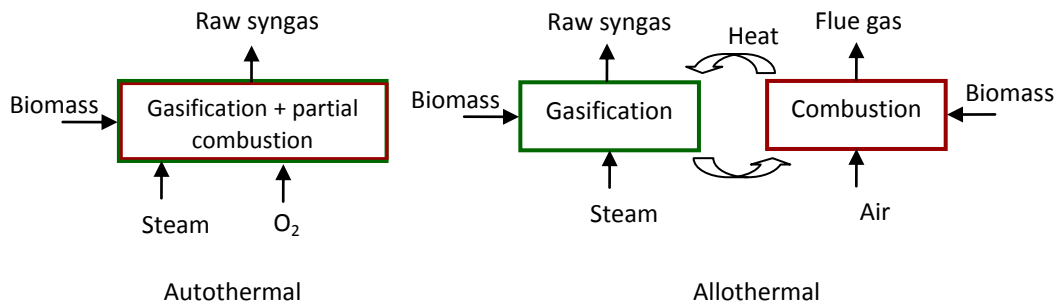 Raw syngas
Biomass
Gasification + partial
combustion
Steam
O₂
Autothermal
Raw syngas
Heat
Flue gas
Biomass
Gasification
Combustion
Biomass
Steam
Air
Allothermal